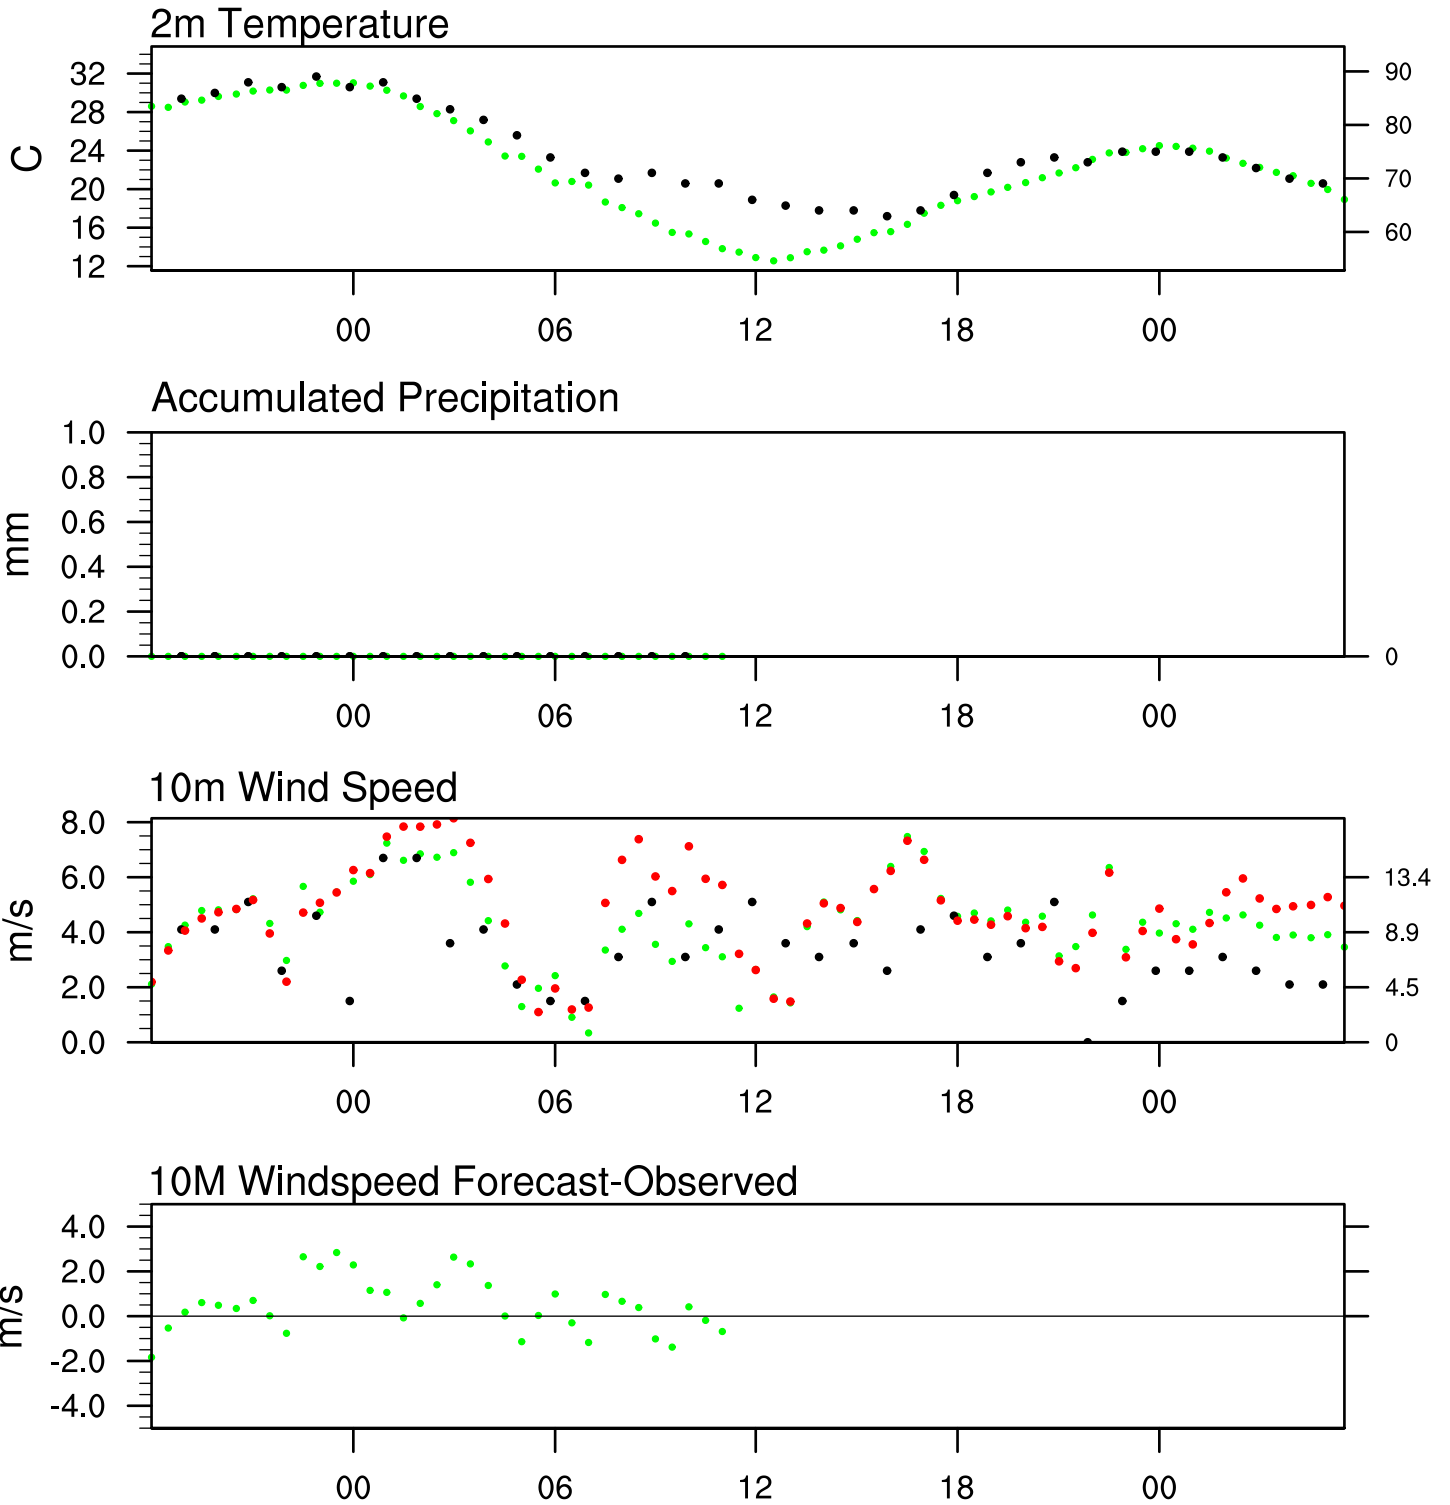 2m Temperature
32
28
24
20
16
12
C
90
80
70
60
00 06 12 18 00
Accumulated Precipitation
1.0
0.8
0.6
0.4
0.2
0.0
mm
0
00 06 12 18 00
10m Wind Speed
8.0
6.0
4.0
2.0
0.0
m/s
13.4
8.9
4.5
0
00 06 12 18 00
10M Windspeed Forecast-Observed
4.0
2.0
0.0
-2.0
-4.0
m/s
00 06 12 18 00